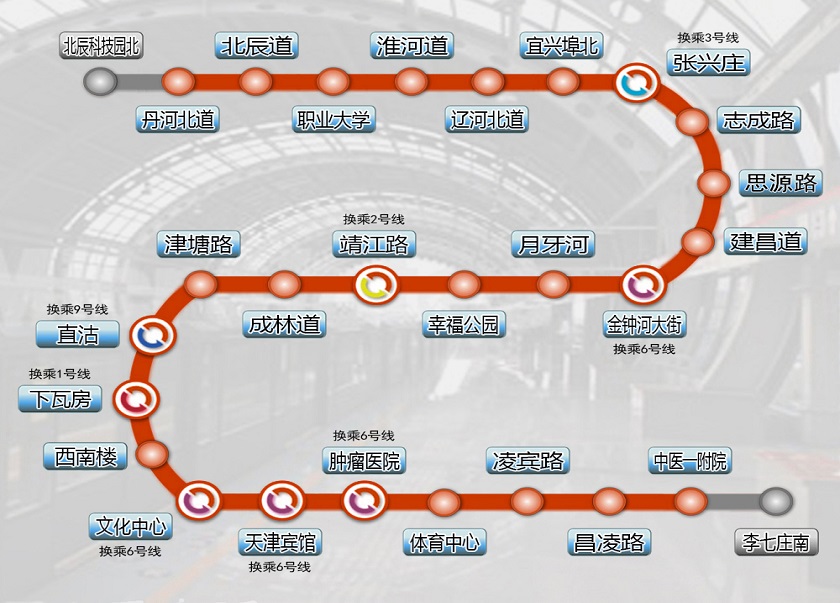 北辰科技园北
丹河北道
北辰道
职业大学
淮河道
辽河北道
宜兴埠北
换乘3号线
张兴庄
志成路
思源路
建昌道
金钟河大街
换乘6号线
月牙河
幸福公园
换乘2号线
靖江路
成林道
津塘路
换乘9号线
直沽
换乘1号线
下瓦房
西南楼
文化中心
换乘6号线
天津宾馆
换乘6号线
换乘6号线
肿瘤医院
体育中心
凌宾路
昌凌路
中医一附院
李七庄南